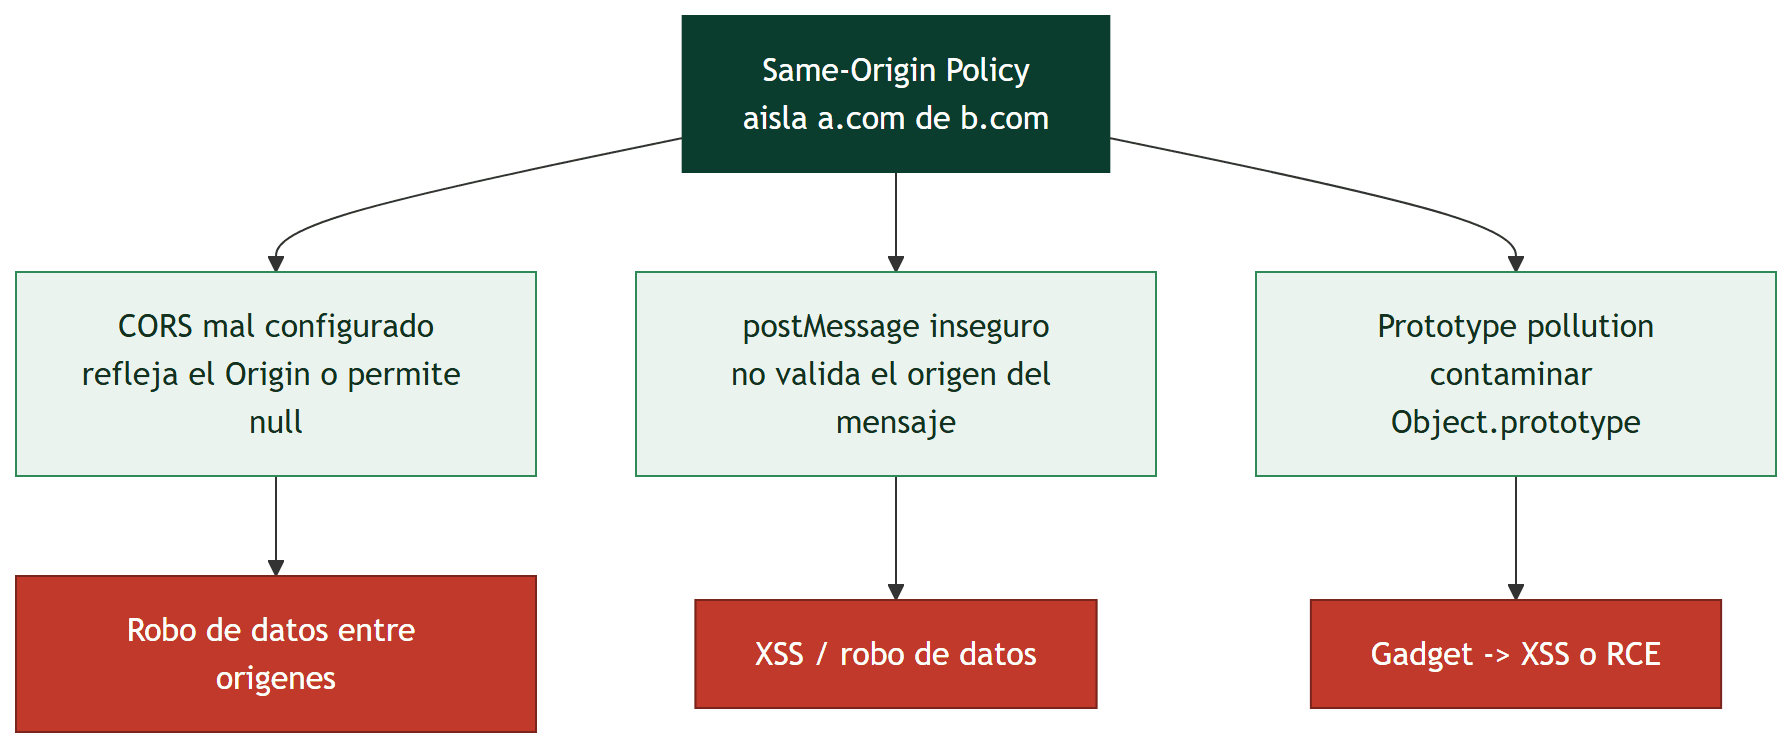 Same-Origin Policy
aisla a.com de b.com
CORS mal configurado
refleja el Origin o permite
null
postMessage inseguro
no valida el origen del
mensaje
Prototype pollution
contaminar
Object.prototype
Robo de datos entre
origenes
XSS / robo de datos
Gadget -> XSS o RCE